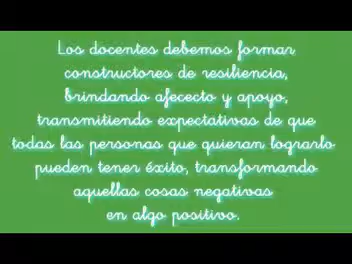 Los docentes debemos formar
constructores de resiliencia,
brindando afececto y apoyo,
transmitiendo expectativas de que
todas las personas que quieran lograrlo
pueden tener éxito, transformando
aquellas cosas negativas
en algo positivo.